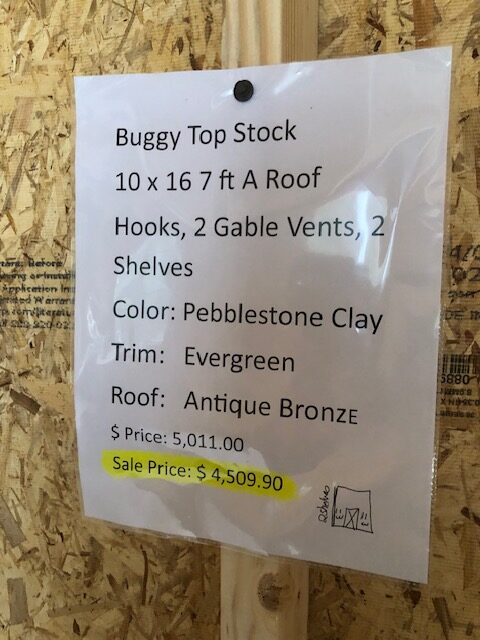 Buggy Top Stock
10 x 16 7 ft A Roof
Hooks, 2 Gable Vents, 2
Shelves
Color: Pebblestone Clay
Trim: Evergreen
Roof: Antique BronzE
$ Price: 5,011.00
Sale Price: $ 4,509.90